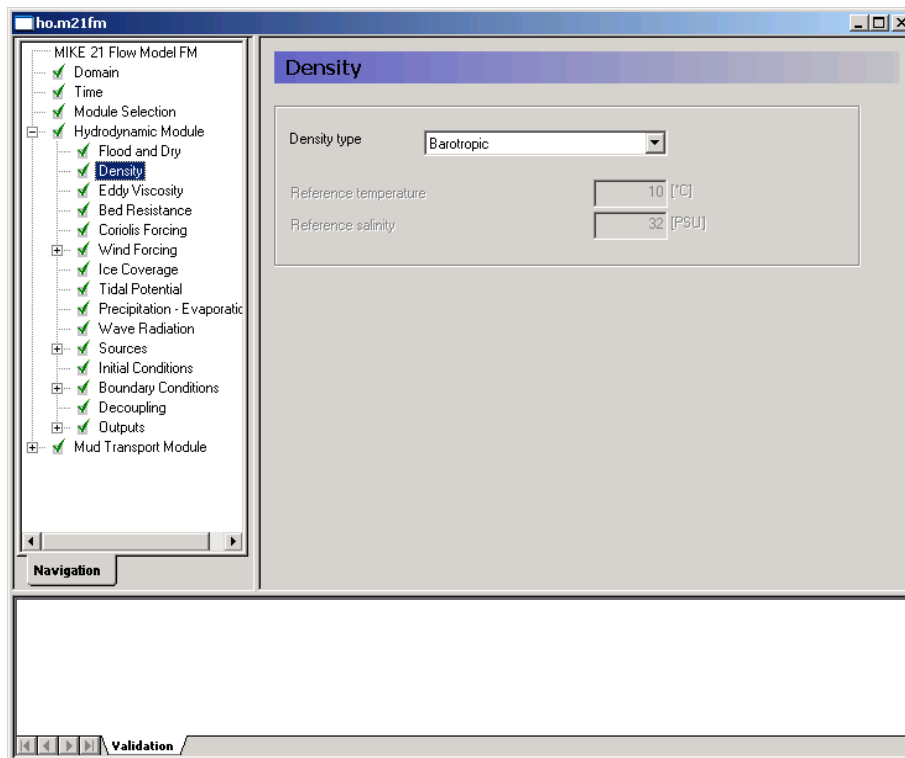 ho.m21fm
MIKE 21 Flow Model FM
Domain
Time
Module Selection
Hydrodynamic Module
Flood and Dry
Density
Eddy Viscosity
Bed Resistance
Coriolis Forcing
Wind Forcing
Ice Coverage
Tidal Potential
Precipitation - Evaporatic
Wave Radiation
Sources
Initial Conditions
Boundary Conditions
Decoupling
Outputs
Mud Transport Module
Navigation
Density
Density type Barotropic
Reference temperature 10 [°C]
Reference salinity 32 [PSU]
Validation